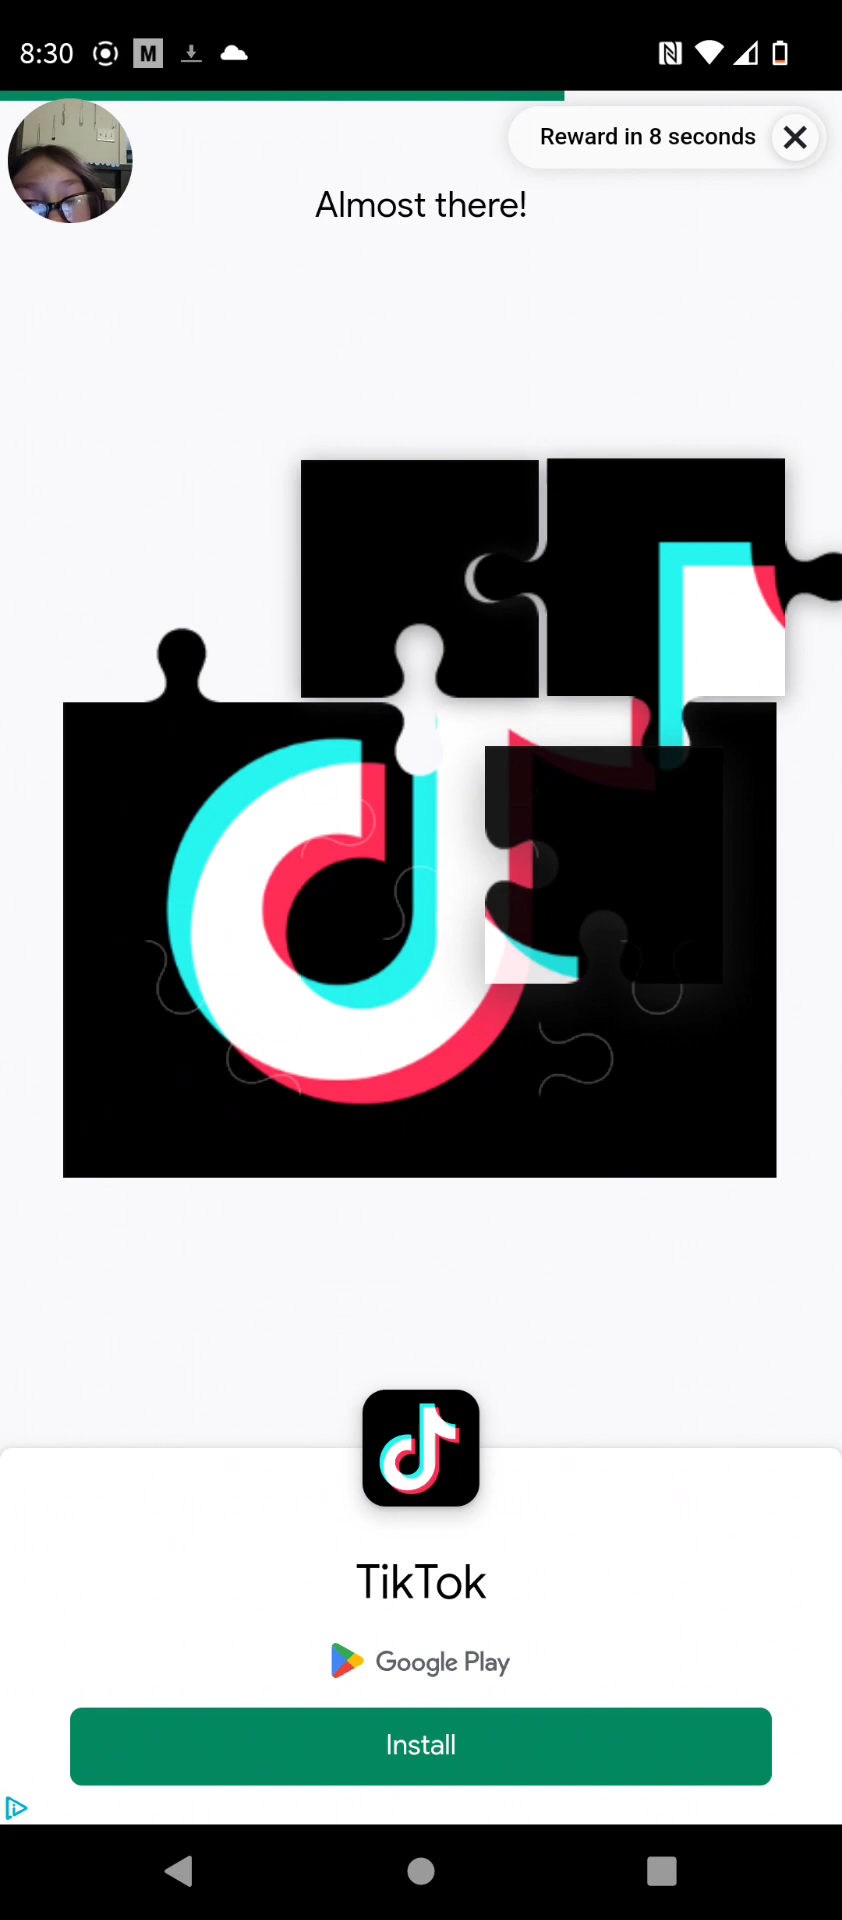 8:30
M
Reward in 8 seconds
Almost there!
TikTok
Google Play
Install